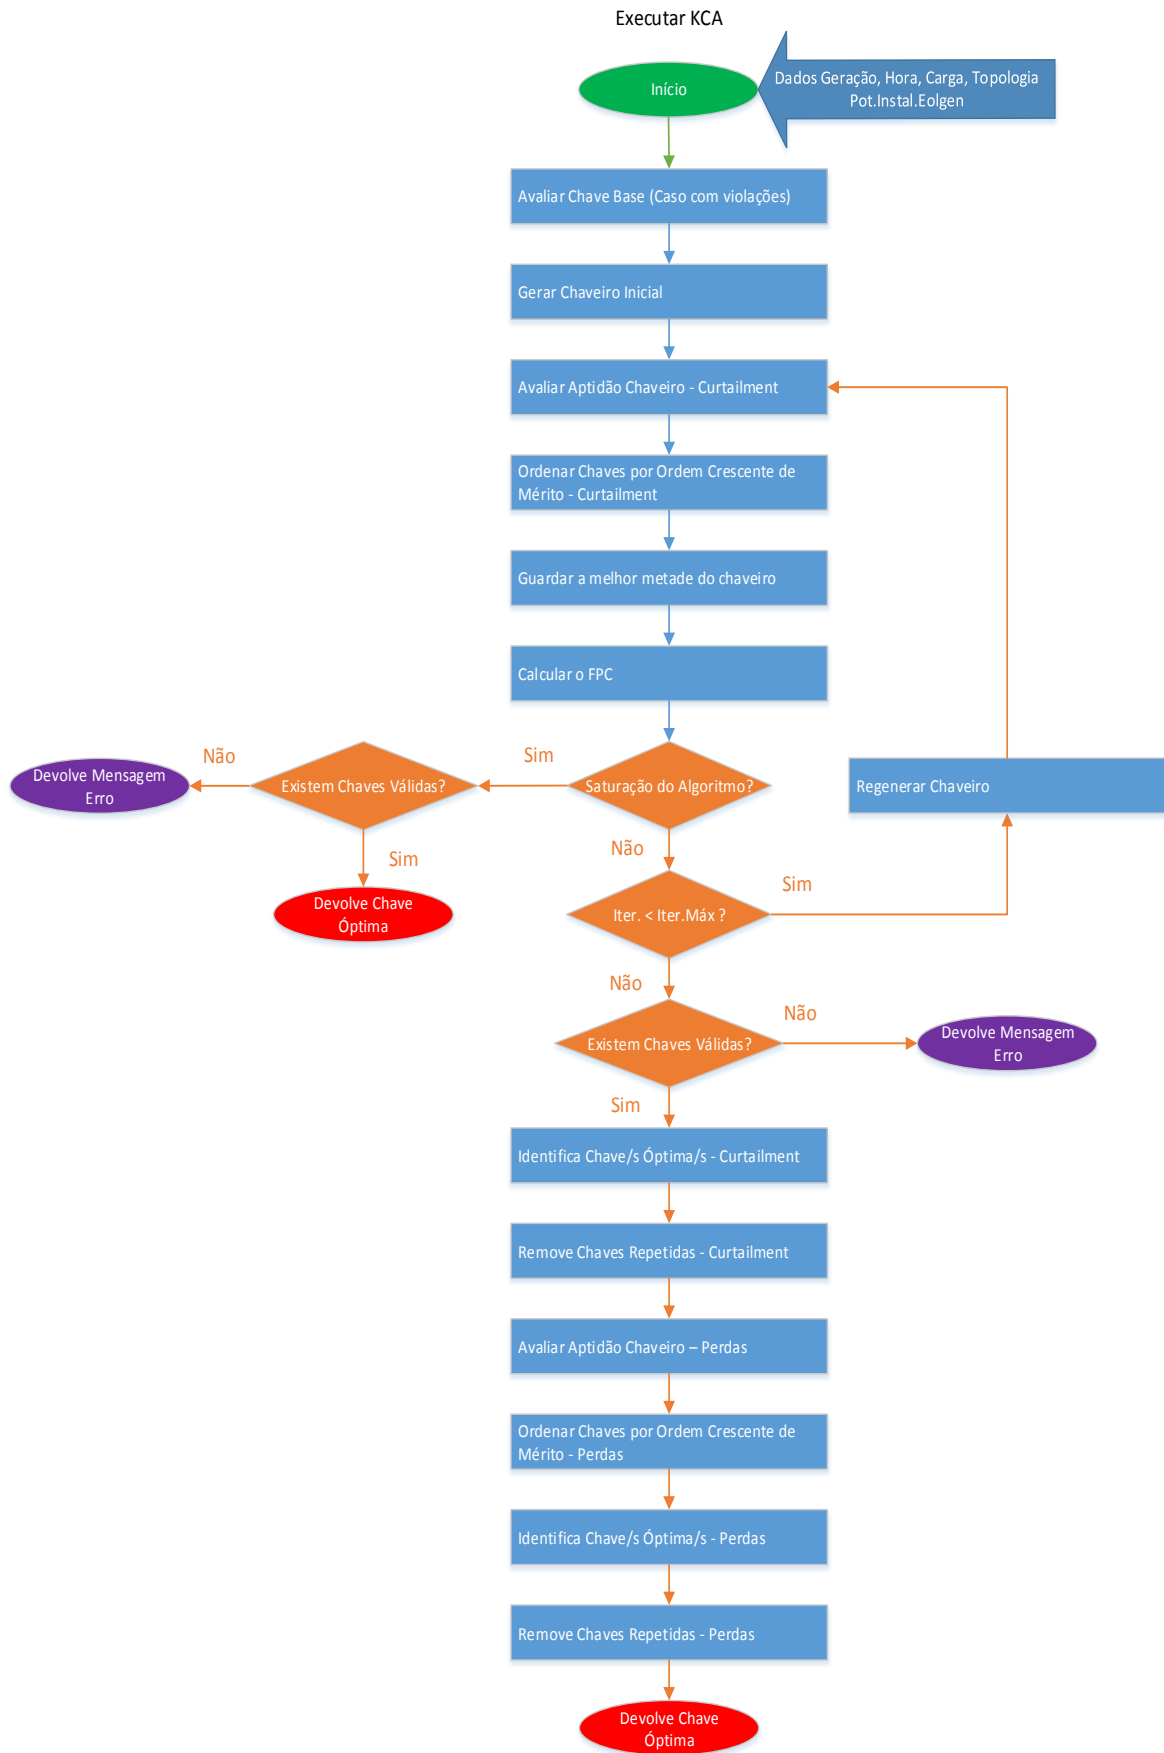 Executar KCA
Início
Dados Geração, Hora, Carga, Topologia
Pot.Instal.Eolgen
Avaliar Chave Base (Caso com violações)
Gerar Chaveiro Inicial
Avaliar Aptidão Chaveiro - Curtailment
Ordenar Chaves por Ordem Crescente de
Mérito - Curtailment
Guardar a melhor metade do chaveiro
Calcular o FPC
Saturação do Algoritmo?
Sim
Existem Chaves Válidas?
Não
Devolve Mensagem
Erro
Sim
Devolve Chave
Óptima
Regenerar Chaveiro
Não
Iter. < Iter.Máx ?
Sim
Não
Existem Chaves Válidas?
Não
Devolve Mensagem
Erro
Sim
Identifica Chave/s Óptima/s - Curtailment
Remove Chaves Repetidas - Curtailment
Avaliar Aptidão Chaveiro – Perdas
Ordenar Chaves por Ordem Crescente de
Mérito - Perdas
Identifica Chave/s Óptima/s - Perdas
Remove Chaves Repetidas - Perdas
Devolve Chave
Óptima